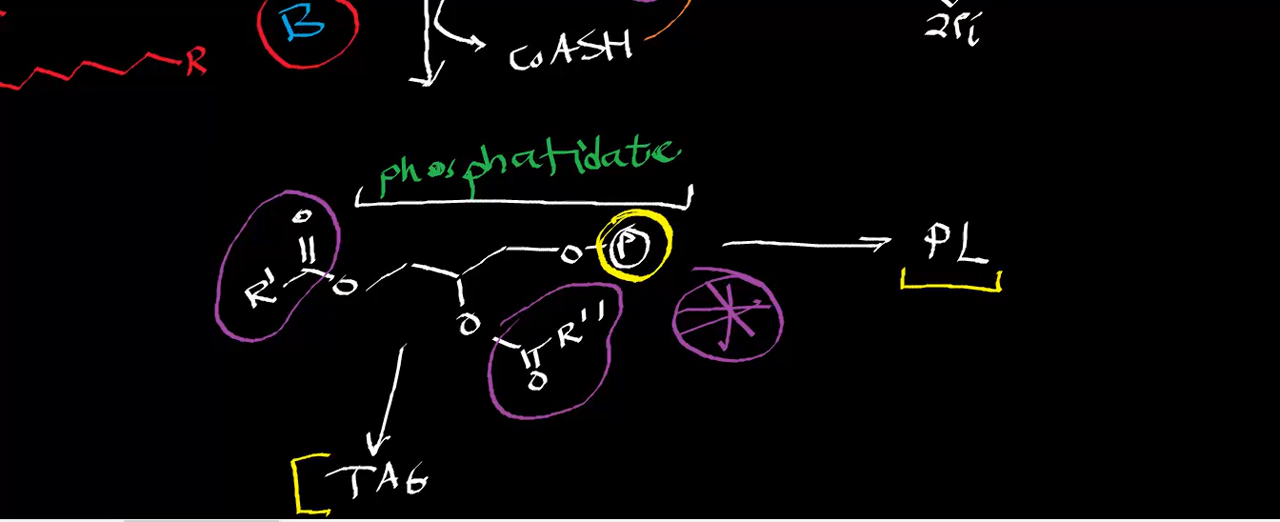 B
R
CoASH
2Pi
phosphatidate
O
R' O
O P
PL
O
R''
O
TAG